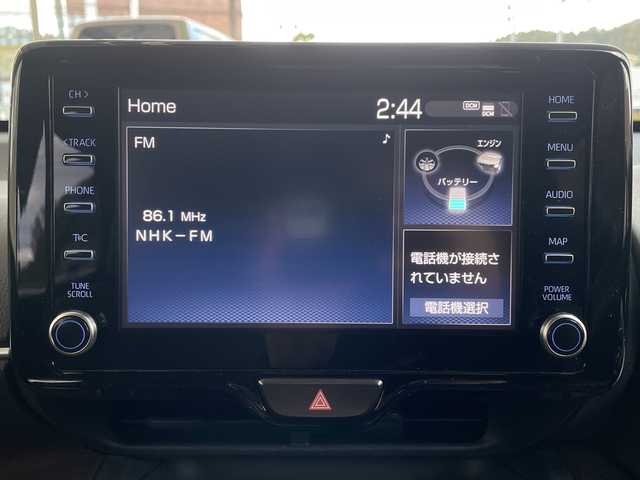 CH >
<TRACK
PHONE
T C
TUNE
SCROLL
Home
2:44
DCM
DCM
FM
86.1 MHz
NHK-FM
エンジン
バッテリー
電話機が接続さ
れていません
電話機選択
HOME
MENU
AUDIO
MAP
POWER
VOLUME